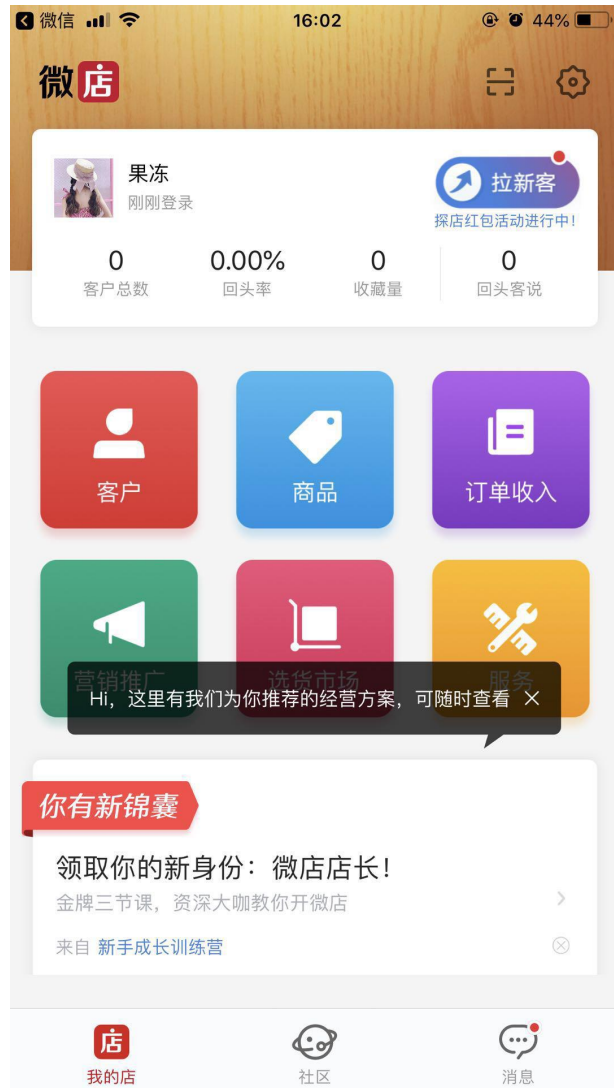 微信 16:02 44%
微店
果冻
刚刚登录
拉新客
探店红包活动进行中!
0 0.00% 0 0
客户总数 回头率 收藏量 回头客说
客户 商品 订单收入
营销推广 选货市场 服务
Hi，这里有我们为你推荐的经营方案，可随时查看 ×
你有新锦囊
领取你的新身份：微店店长!
金牌三节课，资深大咖教你开微店
来自 新手成长训练营
店
我的店 社区 消息